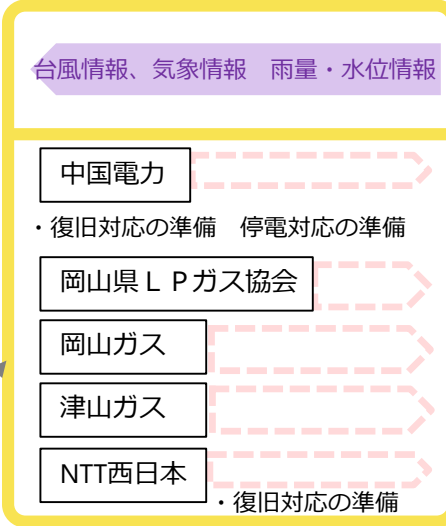 台風情報、気象情報　雨量・水位情報
中国電力
・復旧対応の準備　停電対応の準備
岡山県ＬＰガス協会
岡山ガス
津山ガス
NTT西日本
・復旧対応の準備